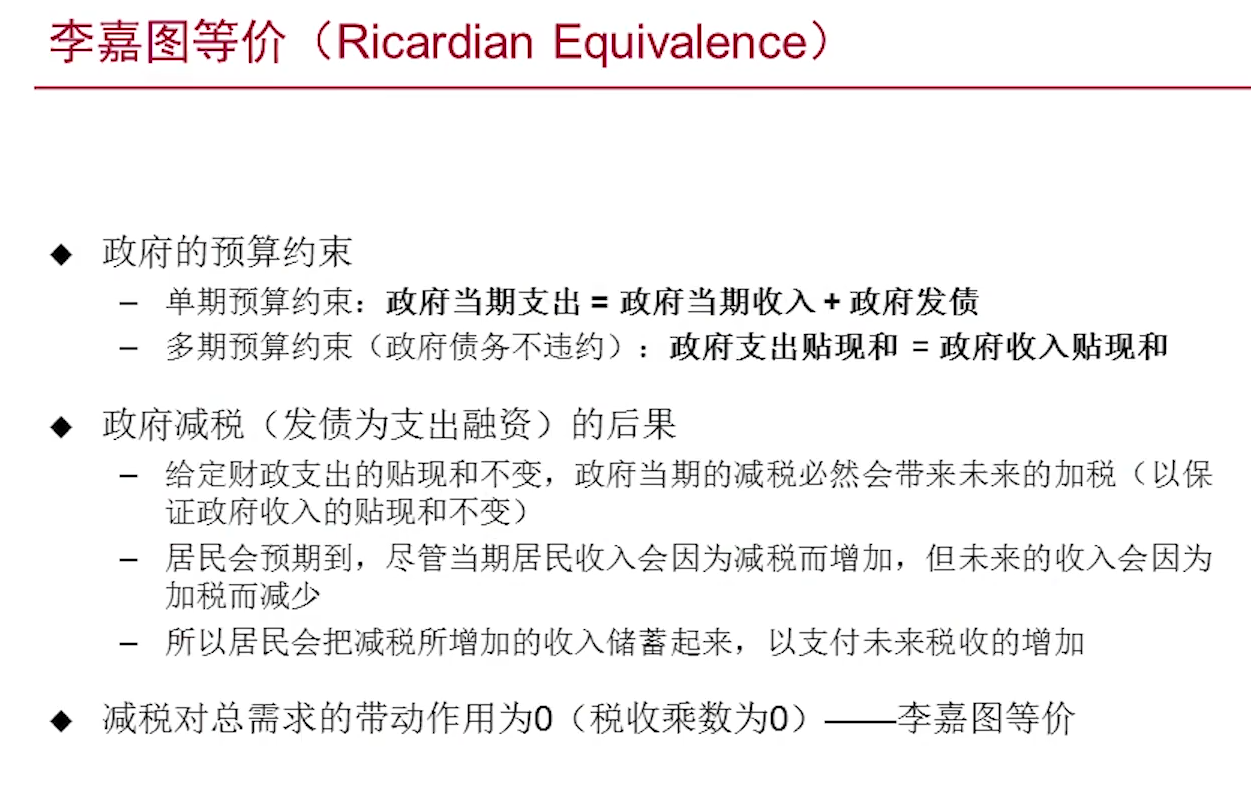 李嘉图等价（Ricardian Equivalence）
◆ 政府的预算约束
– 单期预算约束：政府当期支出 = 政府当期收入 + 政府发债
– 多期预算约束（政府债务不违约）：政府支出贴现和 = 政府收入贴现和
◆ 政府减税（发债为支出融资）的后果
– 给定财政支出的贴现和不变，政府当期的减税必然会带来未来的加税（以保
证政府收入的贴现和不变）
– 居民会预期到，尽管当期居民收入会因为减税而增加，但未来的收入会因为
加税而减少
– 所以居民会把减税所增加的收入储蓄起来，以支付未来税收的增加
◆ 减税对总需求的带动作用为0（税收乘数为0）——李嘉图等价